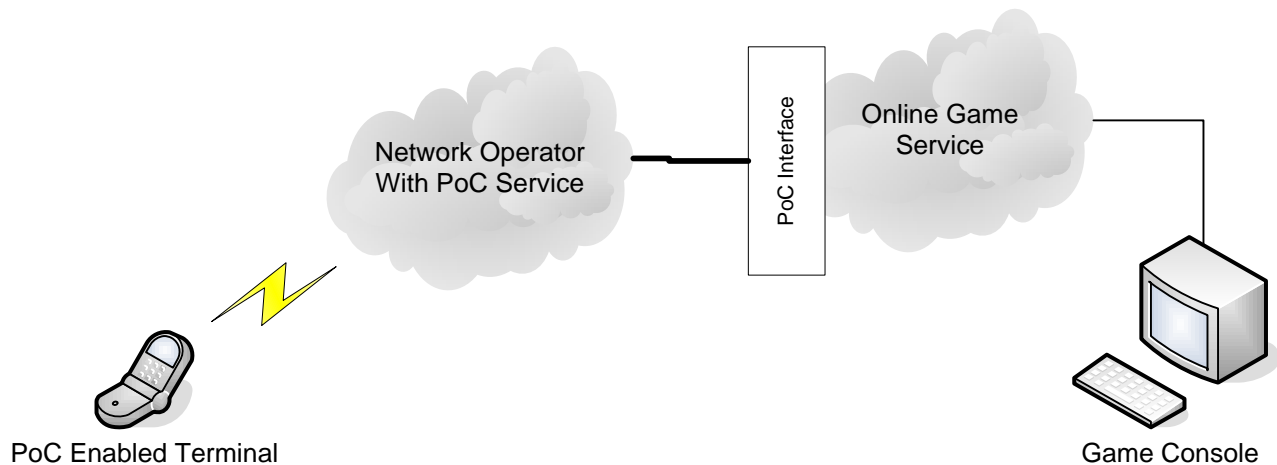 Network Operator
With PoC Service
PoC Interface
Online Game
Service
PoC Enabled Terminal
Game Console